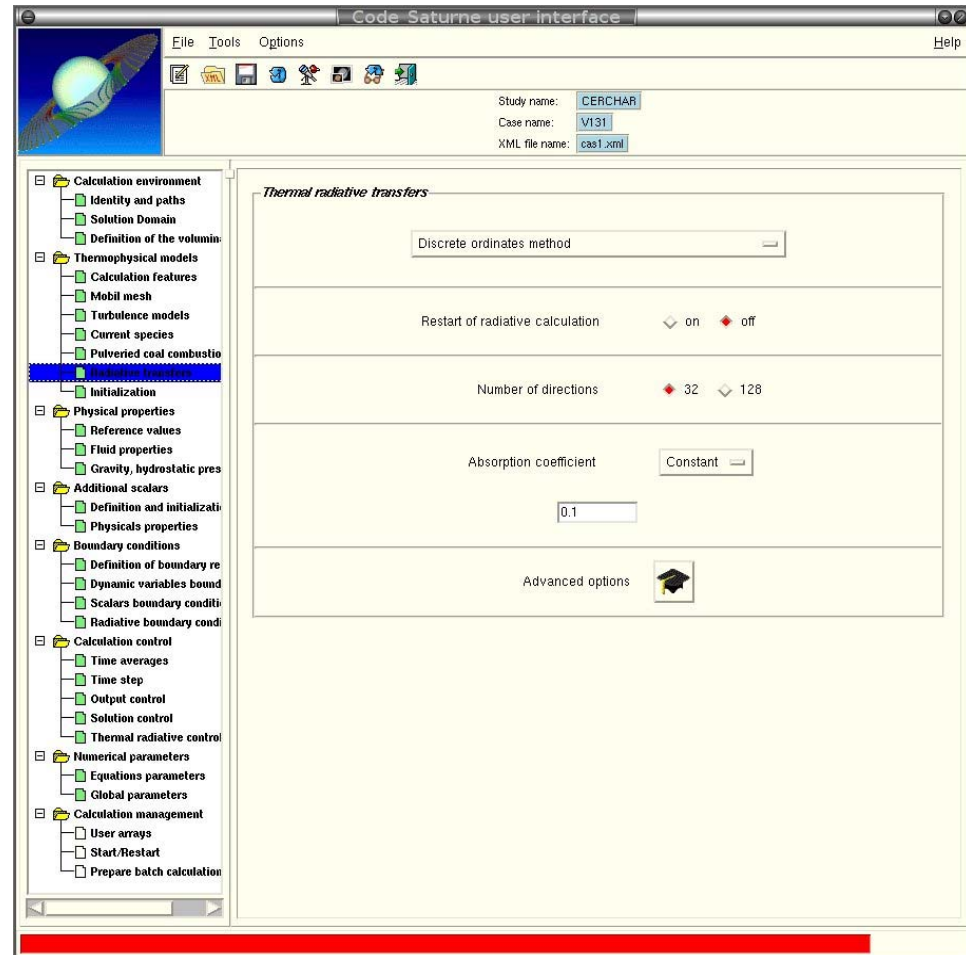 Code Saturne user interface
File Tools Options Help
Study name: CERCHAR
Case name: V131
XML file name: cas1.xml
Calculation environment
Identity and paths
Solution Domain
Definition of the volumin
Thermophysical models
Calculation features
Mobil mesh
Turbulence models
Current species
Pulveried coal combustio
Radiative transfers
Initialization
Physical properties
Reference values
Fluid properties
Gravity, hydrostatic pres
Additional scalars
Definition and initializati
Physicals properties
Boundary conditions
Definition of boundary re
Dynamic variables bound
Scalars boundary conditi
Radiative boundary condi
Calculation control
Time averages
Time step
Output control
Solution control
Thermal radiative control
Numerical parameters
Equations parameters
Global parameters
Calculation management
User arrays
Start/Restart
Prepare batch calculation
Thermal radiative transfers
Discrete ordinates method
Restart of radiative calculation on off
Number of directions 32 128
Absorption coefficient Constant
0.1
Advanced options